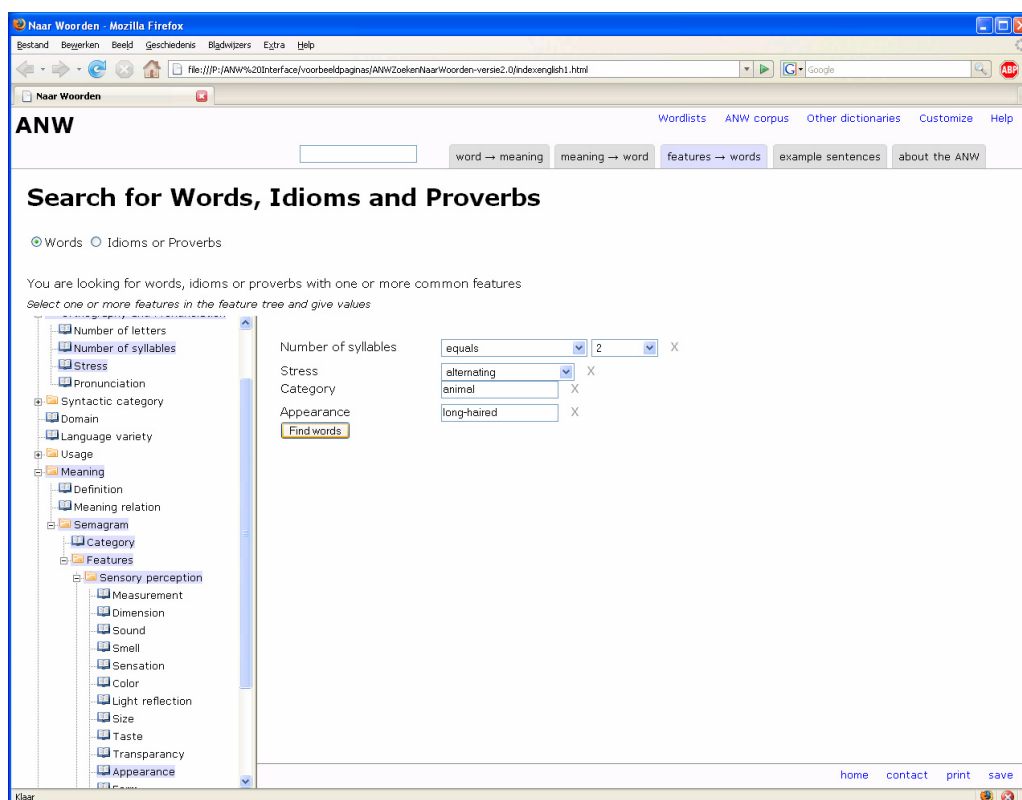 Naar Woorden - Mozilla Firefox
Bestand Bewerken Beeld Geschiedenis Bladwijzers Extra Help
file:///P:/ANW%20Interface/voorbeeldpaginas/ANWZoekenNaarWoorden-versie2.0/indexenglish1.html G Google ABP
Naar Woorden
ANW
Wordlists ANW corpus Other dictionaries Customize Help
word → meaning meaning → word features → words example sentences about the ANW
Search for Words, Idioms and Proverbs
Words Idioms or Proverbs
You are looking for words, idioms or proverbs with one or more common features
Select one or more features in the feature tree and give values
Number of letters
Number of syllables
Stress
Pronunciation
Syntactic category
Domain
Language variety
Usage
Meaning
Definition
Meaning relation
Semagram
Category
Features
Sensory perception
Measurement
Dimension
Sound
Smell
Sensation
Color
Light reflection
Size
Taste
Transparancy
Appearance
Number of syllables equals 2 X
Stress alternating X
Category animal X
Appearance long-haired X
Find words
home contact print save
Klaar